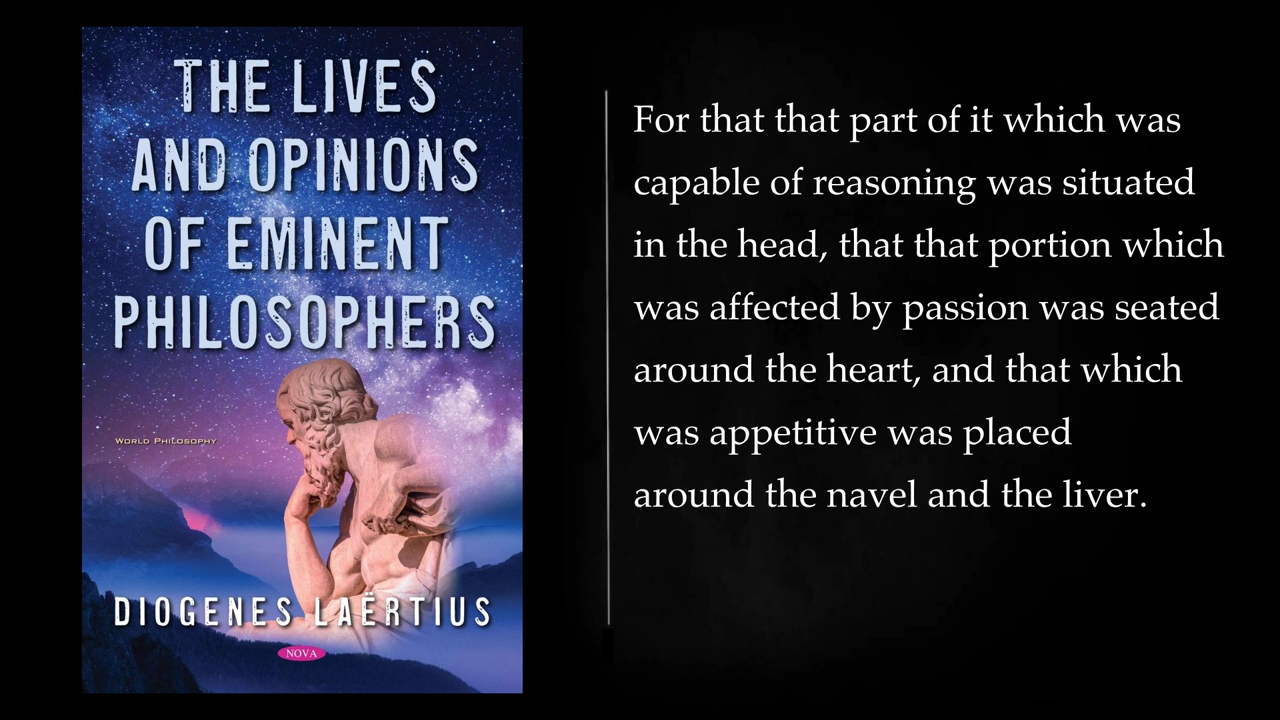 THE LIVES
AND OPINIONS
OF EMINENT
PHILOSOPHERS
WORLD PHILOSOPHY
DIOGENES LAËRTIUS
NOVA
For that that part of it which was
capable of reasoning was situated
in the head, that that portion which
was affected by passion was seated
around the heart, and that which
was appetitive was placed
around the navel and the liver.